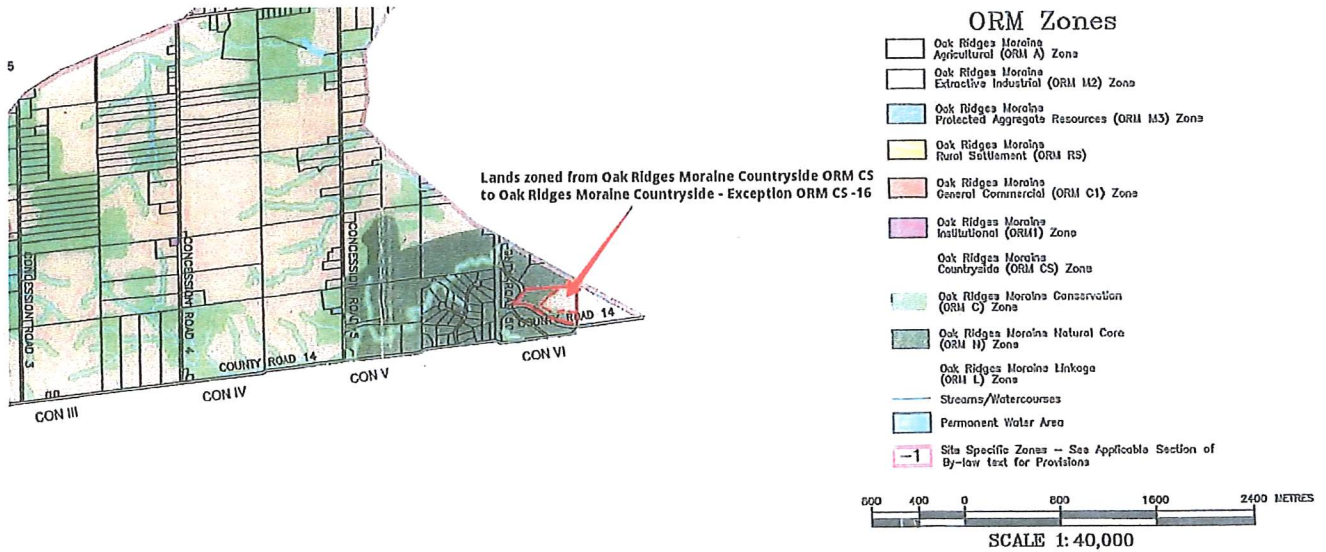 ORM Zones
Oak Ridges Moraine
Agricultural (ORM A) Zone
Oak Ridges Moraine
Extractive Industrial (ORM M2) Zone
Oak Ridges Moraine
Protected Aggregate Resources (ORM M3) Zone
Oak Ridges Moraine
Rural Settlement (ORM RS)
Oak Ridges Moraine
General Commercial (ORM C1) Zone
Oak Ridges Moraine
Institutional (ORM1) Zone
Oak Ridges Moraine
Countryside (ORM CS) Zone
Oak Ridges Moraine Conservation
(ORM C) Zone
Oak Ridges Moraine Natural Core
(ORM N) Zone
Oak Ridges Moraine Linkage
(ORM L) Zone
Streams/Watercourses
Permanent Water Area
-1
Site Specific Zones - See Applicable Section of
By-law text for Provisions
800 400 0 800 1600 2400 METRES
SCALE 1:40,000
5
Lands zoned from Oak Ridges Moraine Countryside ORM CS
to Oak Ridges Moraine Countryside - Exception ORM CS -16
CONCESSION ROAD 3
CONCESSION ROAD 4
CONCESSION ROAD 5
COUNTY ROAD 14
COUNTY ROAD 14
CON III
CON IV
CON V
CON VI